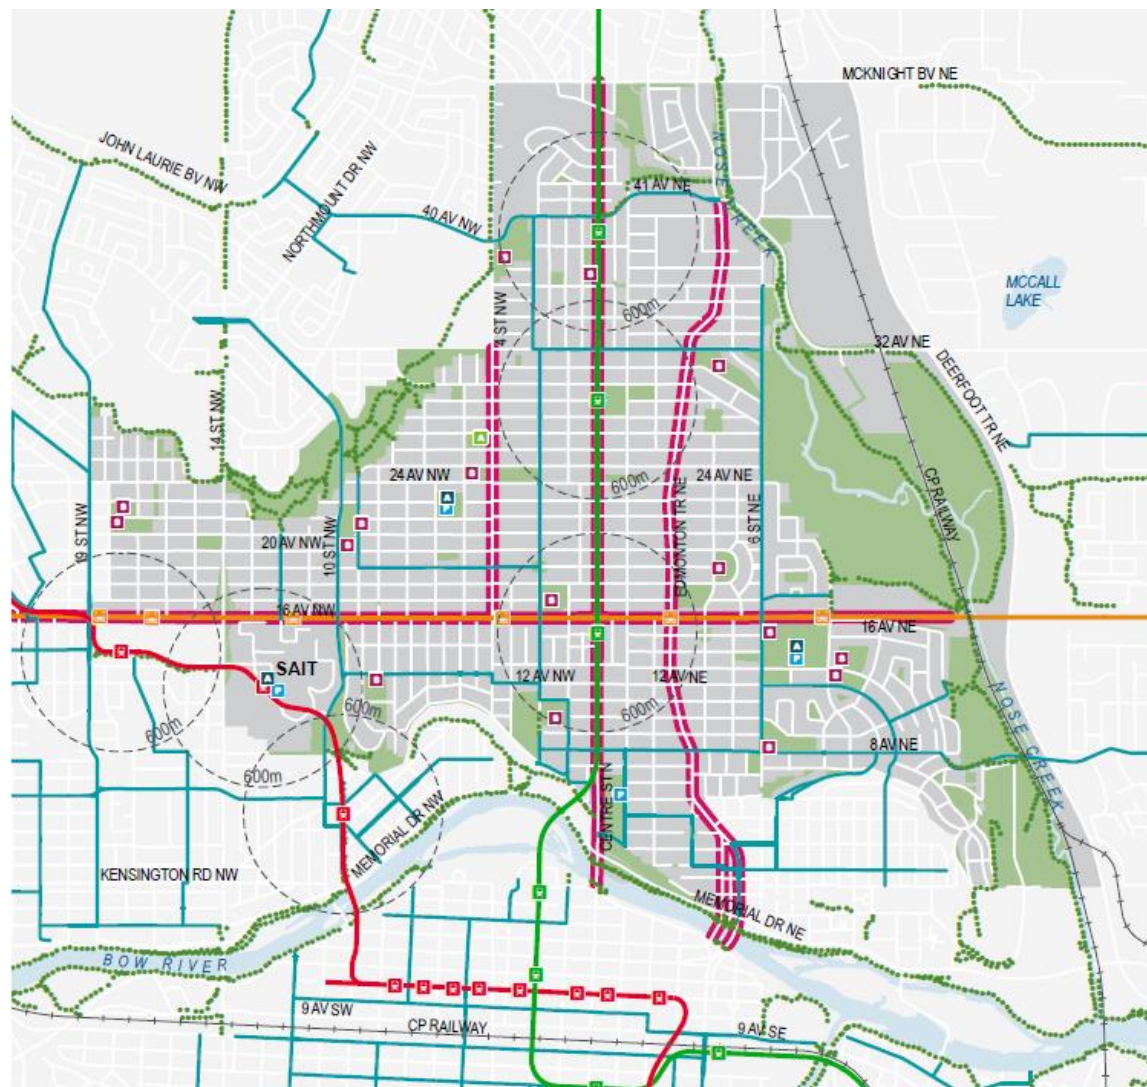 MCKNIGHT BV NE
JOHN LAURIE BV NW
NORTHMOUNT DR NW
NOSE CREEK
41 AV NE
40 AV NW
600m
MCCALL
LAKE
4 ST NW
32 AV NE
DEERFOOT TR NE
14 ST NW
24 AV NW
600m
24 AV NE
CP RAILWAY
19 ST NW
20 AV NW
10 ST NW
EDMONTON TR NE
6 ST NE
16 AV NW
16 AV NE
SAIT
12 AV NW
12 AV NE
600m
600m
600m
600m
NOSE CREEK
8 AV NE
CENTRE ST N
MEMORIAL DR NW
KENSINGTON RD NW
MEMORIAL DR NE
BOW RIVER
9 AV SW
CP RAILWAY
9 AV SE
P
P
P
P